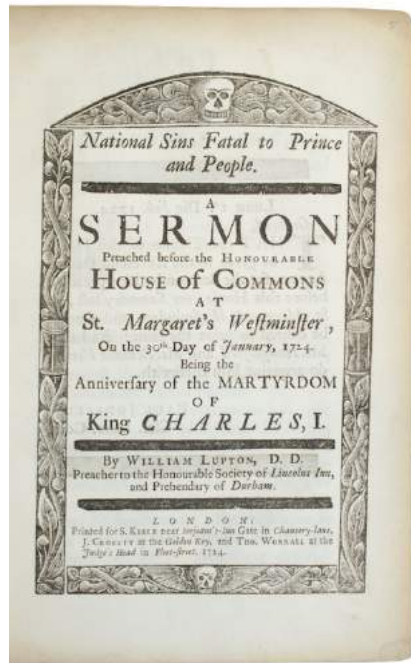 National Sins Fatal to Prince
and People.
A
SERMON
Preached before the HONOURABLE
HOUSE of COMMONS
AT
St. Margaret's Weſtminſter,
On the 30th Day of January, 1724.
Being the
Anniverſary of the MARTYRDOM
OF
King CHARLES, I.
By WILLIAM LUPTON, D. D.
Preacher to the Honourable Society of Lincolns Inn,
and Prebendary of Durham.
LONDON:
Printed for S. KEBLE near Serjeant's-Inn Gate in Chancery-lane,
J. CROKATT at the Golden Key, and THO. WORRALL at the
Judge's Head in Fleet-ſtreet. 1724.